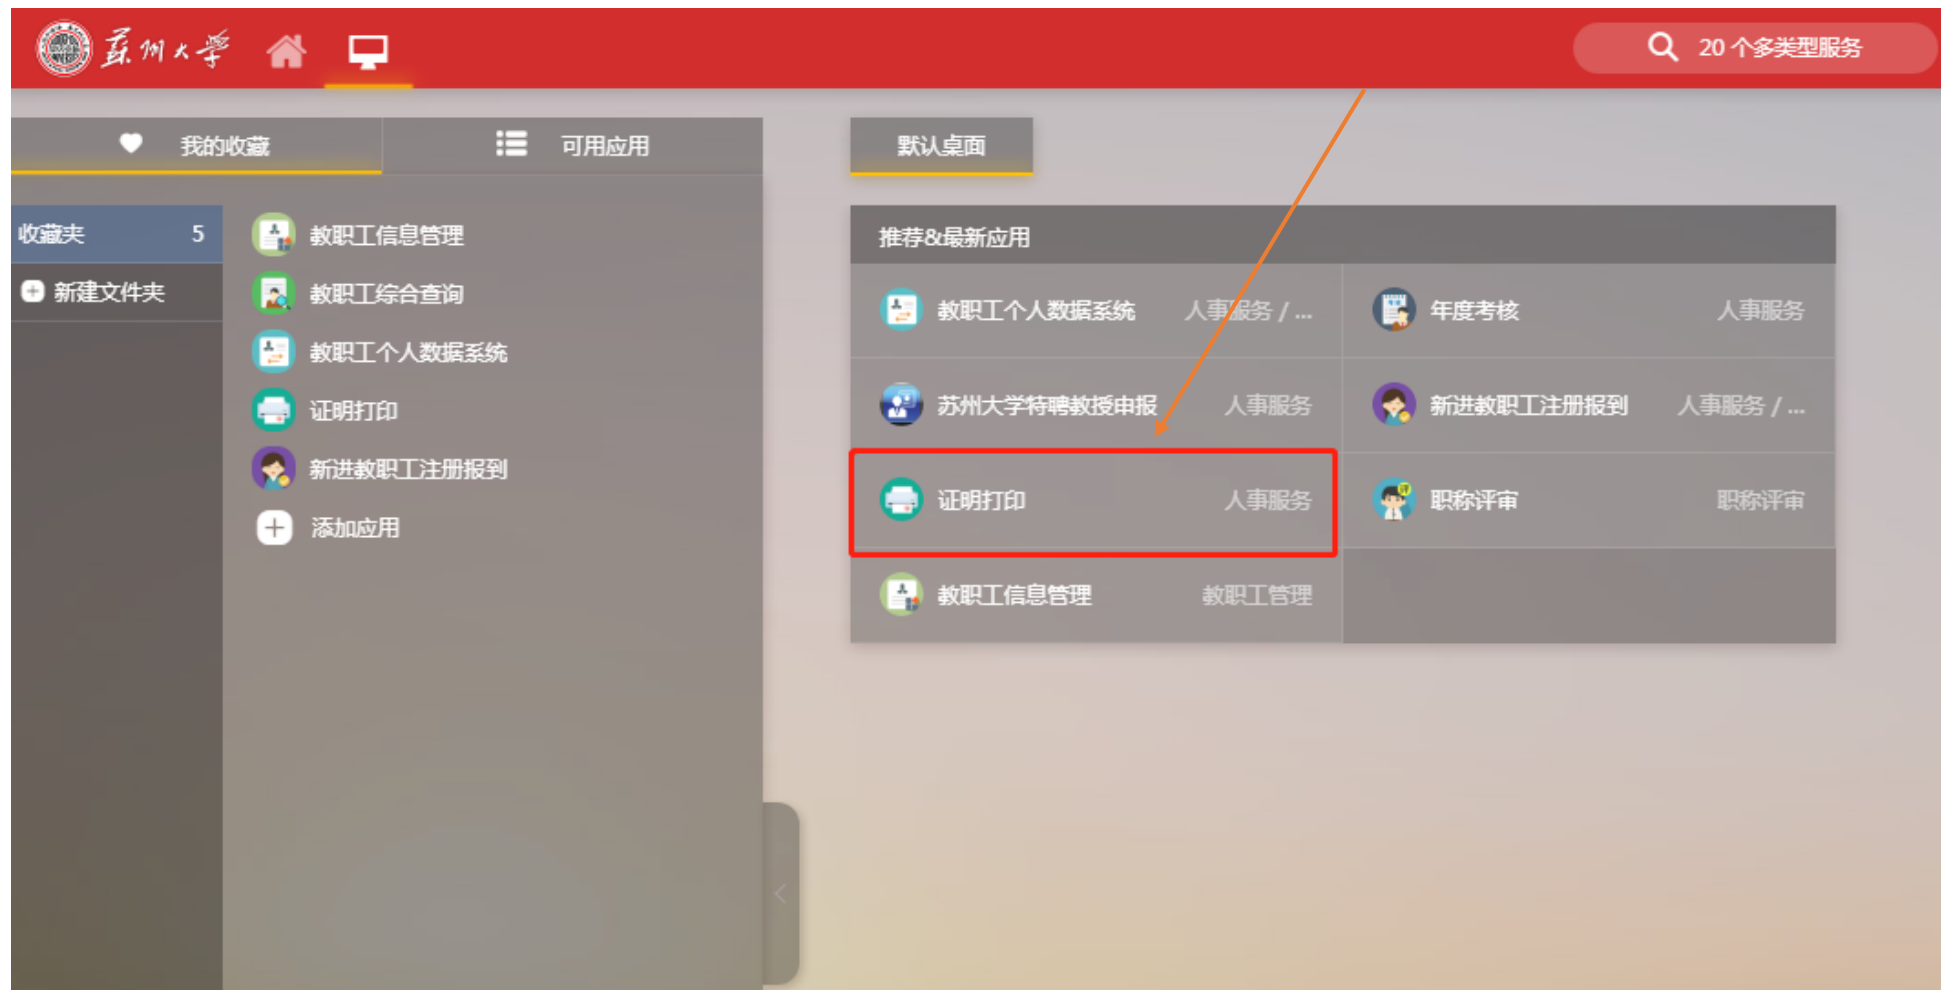 蘇州大學
20 个多类型服务
我的收藏
可用应用
收藏夹 5
新建文件夹
教职工信息管理
教职工综合查询
教职工个人数据系统
证明打印
新进教职工注册报到
添加应用
默认桌面
推荐&最新应用
教职工个人数据系统 人事服务 / ...
年度考核 人事服务
苏州大学特聘教授申报 人事服务
新进教职工注册报到 人事服务 / ...
证明打印 人事服务
职称评审 职称评审
教职工信息管理 教职工管理